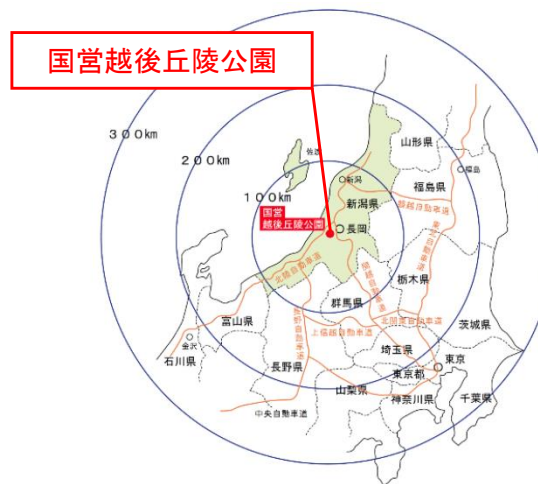 国営越後丘陵公園
300km
200km
100km
佐渡
新潟
山形県
福島
福島県
新潟県
磐越自動車道
国営
越後丘陵公園
長岡
東北自動車道
北陸自動車道
関越自動車道
栃木県
群馬県
富山県
長野自動車道
上信越自動車道
北関東自動車道
茨城県
金沢
石川県
長野県
埼玉県
東京
東京都
山梨県
神奈川県
千葉県
中央自動車道